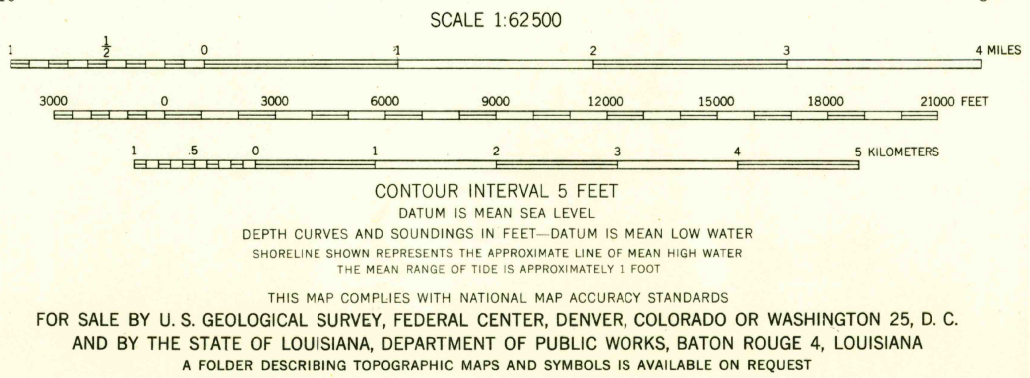 SCALE 1:62500
1 ½ 0 1 2 3 4 MILES
3000 0 3000 6000 9000 12000 15000 18000 21000 FEET
1 .5 0 1 2 3 4 5 KILOMETERS
CONTOUR INTERVAL 5 FEET
DATUM IS MEAN SEA LEVEL
DEPTH CURVES AND SOUNDINGS IN FEET—DATUM IS MEAN LOW WATER
SHORELINE SHOWN REPRESENTS THE APPROXIMATE LINE OF MEAN HIGH WATER
THE MEAN RANGE OF TIDE IS APPROXIMATELY 1 FOOT
THIS MAP COMPLIES WITH NATIONAL MAP ACCURACY STANDARDS
FOR SALE BY U. S. GEOLOGICAL SURVEY, FEDERAL CENTER, DENVER, COLORADO OR WASHINGTON 25, D. C.
AND BY THE STATE OF LOUISIANA, DEPARTMENT OF PUBLIC WORKS, BATON ROUGE 4, LOUISIANA
A FOLDER DESCRIBING TOPOGRAPHIC MAPS AND SYMBOLS IS AVAILABLE ON REQUEST